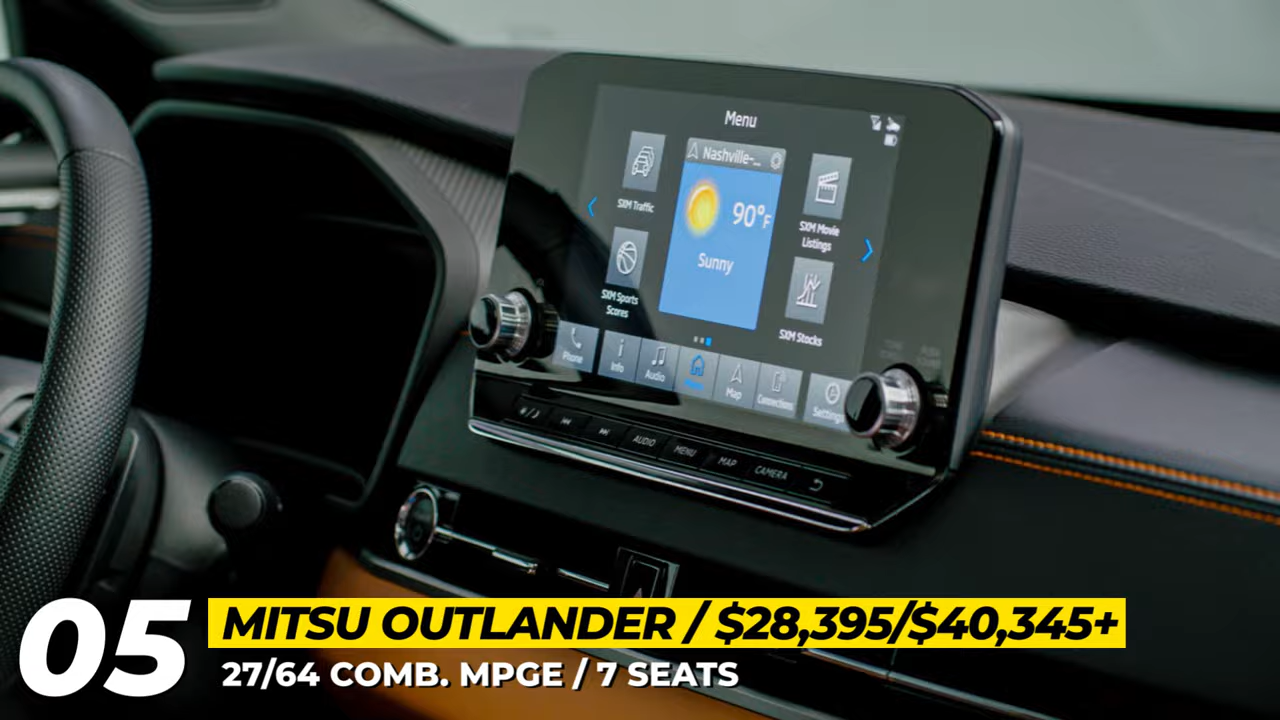 Menu
Nashville-...
SXM Traffic
90°F
Sunny
SXM Movie
Listings
SXM Sports
Scores
SXM Stocks
Phone
Info
Audio
Map
Connections
Settings
AUDIO
MENU
MAP
CAMERA
05
MITSU OUTLANDER / $28,395/$40,345+
27/64 COMB. MPGE / 7 SEATS